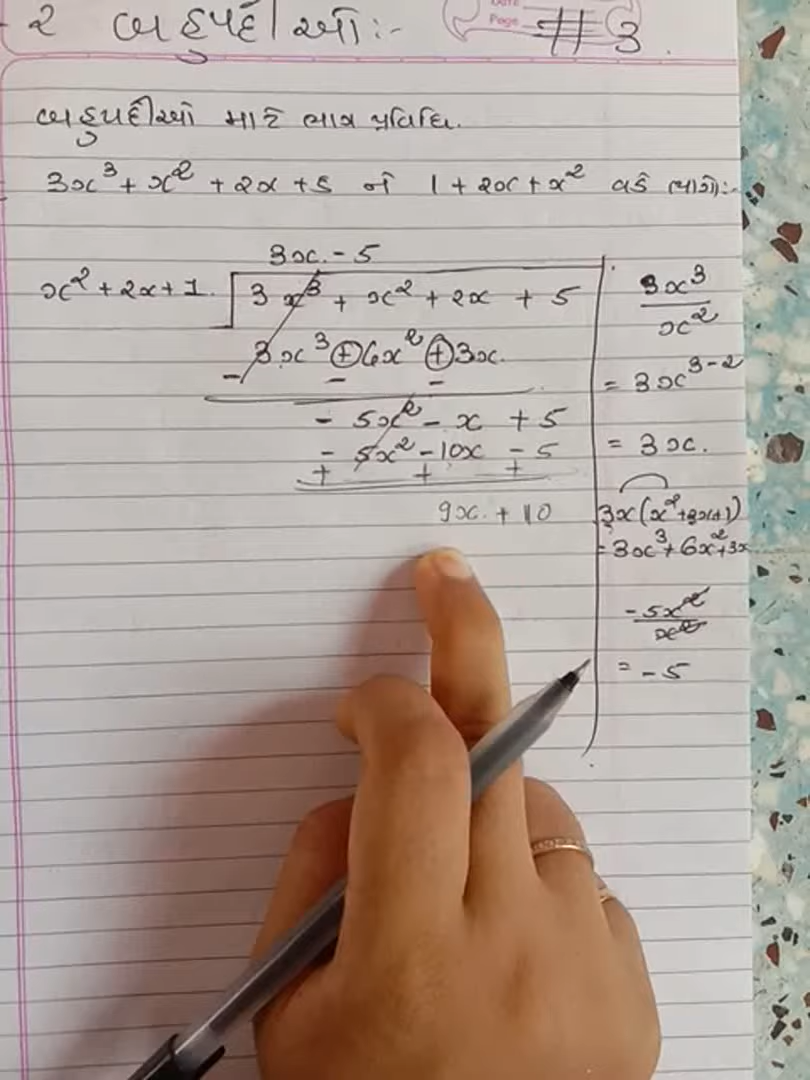 ૨ બહુપદીઓ :-
Page
#3
બહુપદીઓ માટે ભાગ પ્રવિધિ.
3x³ + x² + 2x + 5 ને 1 + 2x + x² વડે ભાગો:-
3x - 5
x² + 2x + 1 3x³ + x² + 2x + 5
3x³ + 6x² + 3x
- - -
- 5x² - x + 5
- 5x² - 10x - 5
+ + +
9x + 10
3x³
x²
= 3x³⁻²
= 3x.
3x(x²+2x+1)
= 3x³+6x²+3x
-5x²
x²
= -5